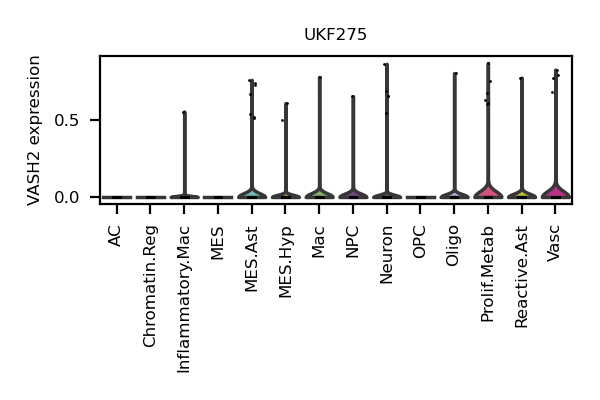 UKF275
VASH2 expression
0.5
0.0
AC
Chromatin.Reg
Inflammatory.Mac
MES
MES.Ast
MES.Hyp
Mac
NPC
Neuron
OPC
Oligo
Prolif.Metab
Reactive.Ast
Vasc